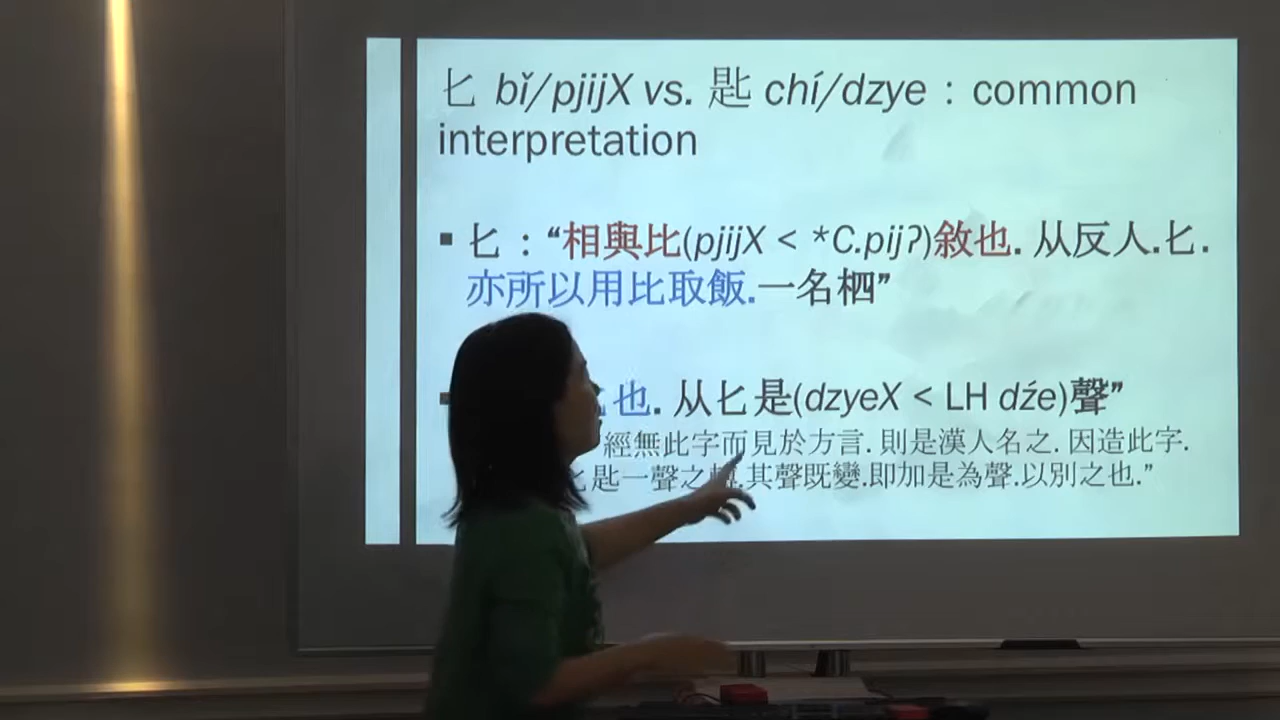 匕 bǐ/pjijX vs. 匙 chí/dzye：common
interpretation
▪ 匕：“相與比(pjijX < *C.pijʔ)敘也. 从反人.匕.
亦所以用比取飯.一名柶”
也. 从匕是(dzyeX < LH dźe)聲”
經無此字而見於方言. 則是漢人名之. 因造此字.
匕匙一聲之轉.其聲既變.即加是為聲.以別之也.”